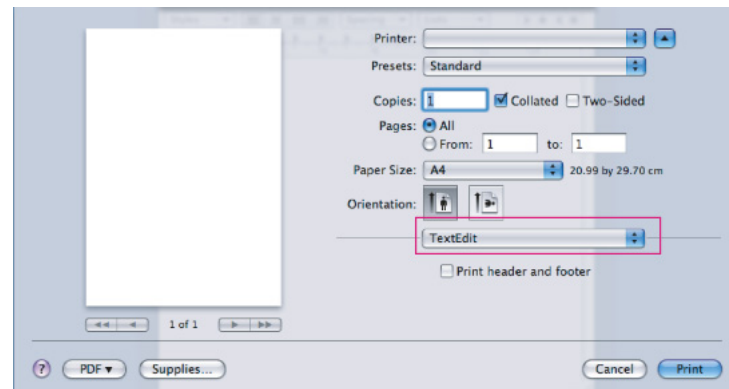 Printer:
Presets: Standard
Copies: 1 Collated Two-Sided
Pages: All
From: 1 to: 1
Paper Size: A4 20.99 by 29.70 cm
Orientation:
TextEdit
Print header and footer
1 of 1
? PDF Supplies... Cancel Print